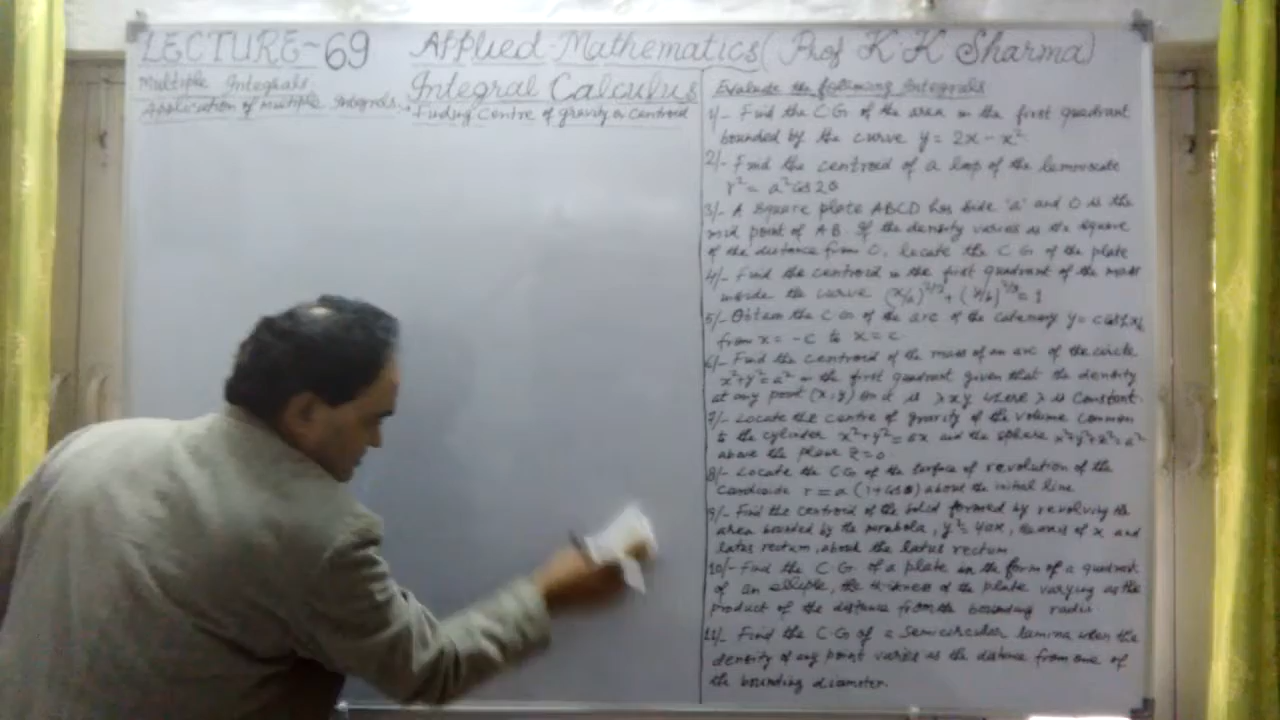 LECTURE-69 Applied Mathematics (Prof K K Sharma)
Multiple Integrals.
Application of multiple Integrals.
Integral Calculus
Finding Centre of gravity or Centroid
Evaluate the following Integrals
1/- Find the C G of the area in the first quadrant
bounded by the curve y = 2x - x².
2/- Find the centroid of a loop of the
r² = a² cos 2θ
3/- A square plate ABCD has side 'a' and O is the
mid point of AB. If the density varies as the square
of the distance from O, locate the C G of the plate
4/- Find the centroid in the first quadrant of the mass
inside the curve (x/a)^2/3 + (y/b)^2/3 = 1
5/- Obtain the C G of the arc of the catenary y = c cosh x/c
from x = -c to x = c
6/- Find the centroid of the mass of an arc of the circle
x²+y²=a² in the first quadrant given that the density
at any point (x, y) on it is λxy where λ is constant.
7/- Locate the centre of gravity of the volume common
to the cylinder x²+y²=ax and the sphere x²+y²+z²=a²
above the plane z=0
8/- Locate the CG of the surface of revolution of the
r = a (1+cosθ) about the initial line
9/- Find the centroid of the solid formed by revolving the
area bounded by the parabola, y² = 4ax, the axis of x and
latus rectum, about the latus rectum
10/- Find the C G. of a plate in the form of a quadrant
of an ellipse, the of the plate varying as the
product of the distance from the bounding radii
11/- Find the C-G of a semicircular lamina when the
density of any point varies as the distance from one of
the bounding diameter.